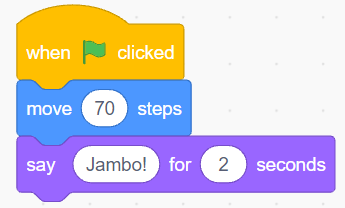 when clicked
move 70 steps
say Jambo! for 2 seconds